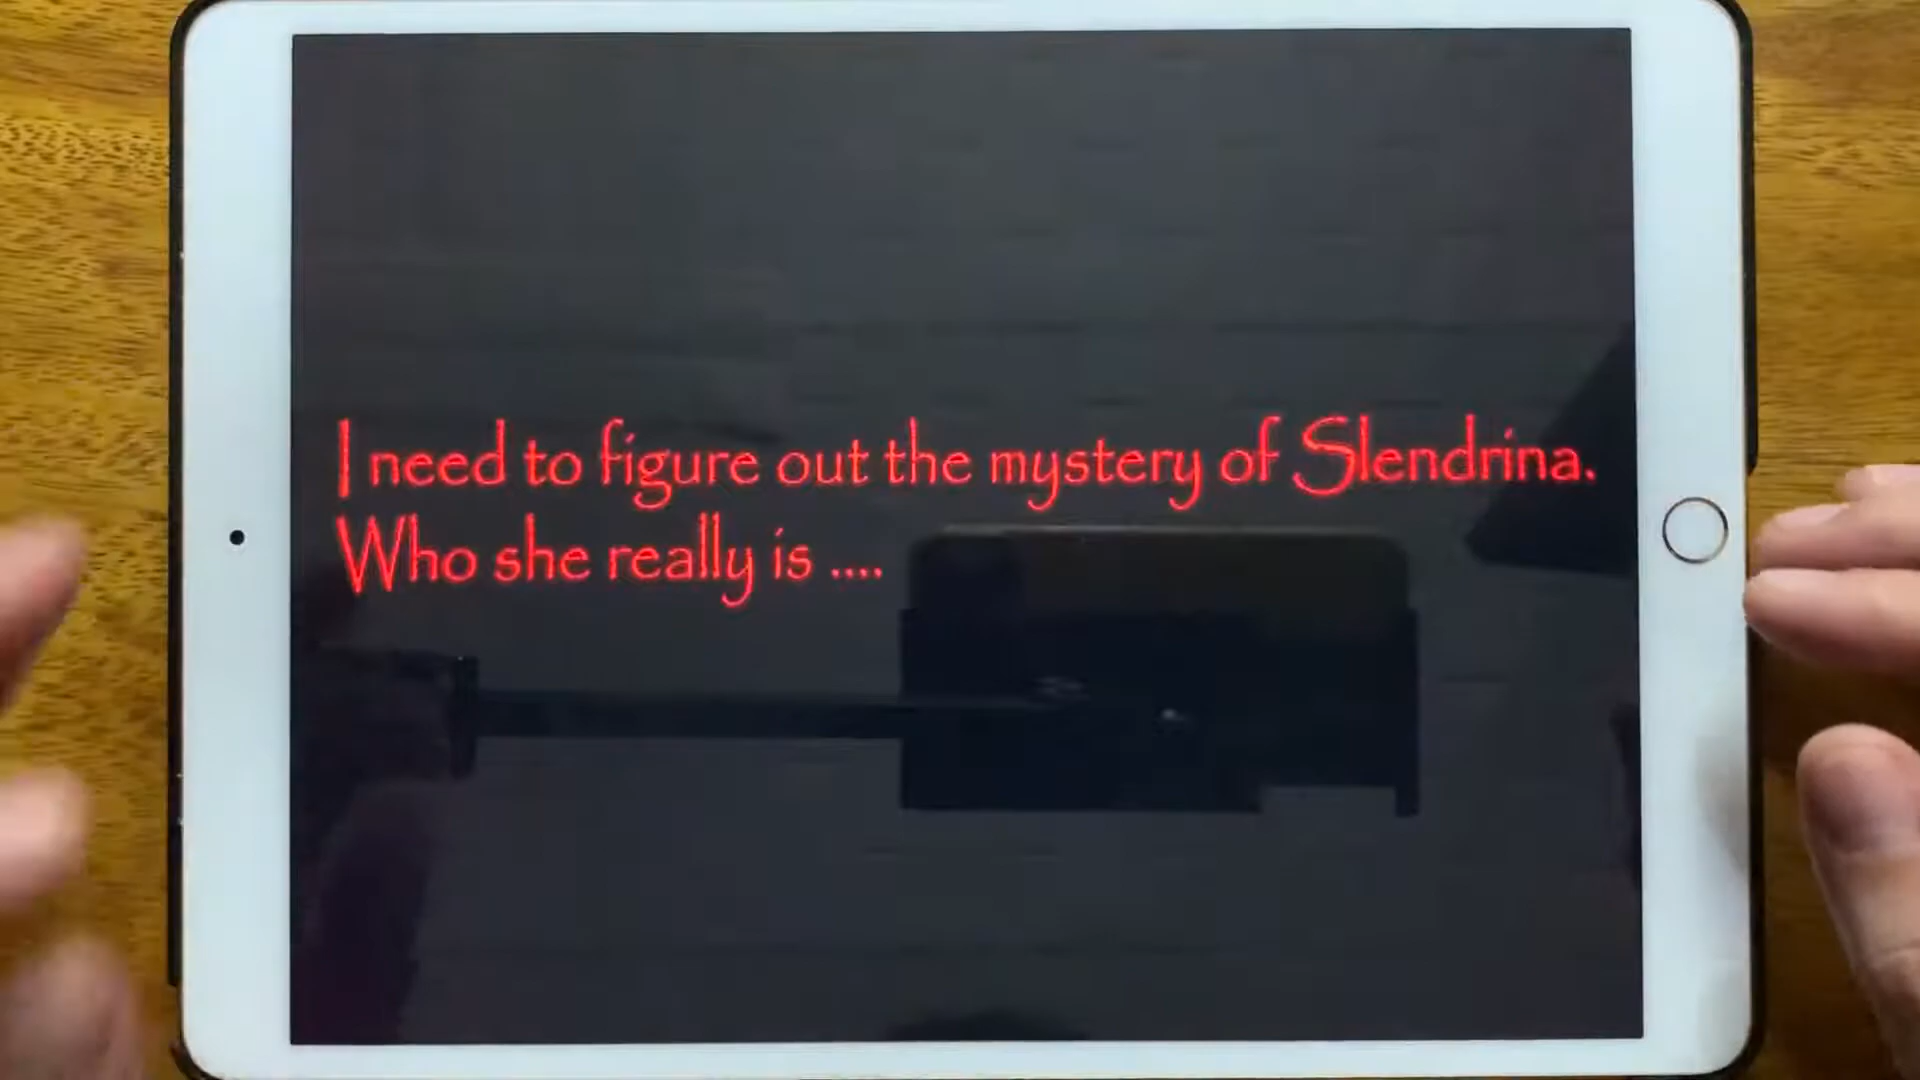 I need to figure out the mystery of Slendrina.
Who she really is ....